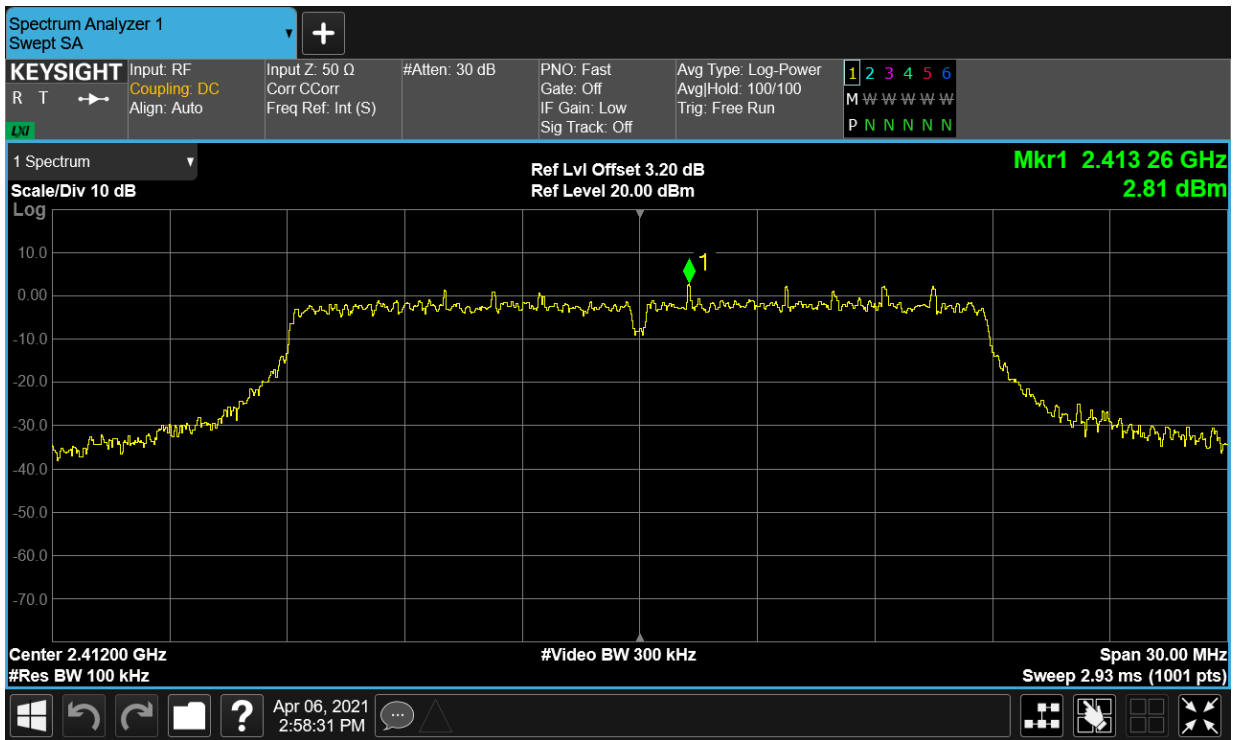 Spectrum Analyzer 1
Swept SA
KEYSIGHT
R T
LXI
Input: RF
Coupling: DC
Align: Auto
Input Z: 50 Ω
Corr CCorr
Freq Ref: Int (S)
#Atten: 30 dB
PNO: Fast
Gate: Off
IF Gain: Low
Sig Track: Off
Avg Type: Log-Power
Avg|Hold: 100/100
Trig: Free Run
1 2 3 4 5 6
M W W W W W
P N N N N N
1 Spectrum
Scale/Div 10 dB
Log
Ref Lvl Offset 3.20 dB
Ref Level 20.00 dBm
Mkr1 2.413 26 GHz
2.81 dBm
1
10.0
0.00
-10.0
-20.0
-30.0
-40.0
-50.0
-60.0
-70.0
Center 2.41200 GHz
#Res BW 100 kHz
#Video BW 300 kHz
Span 30.00 MHz
Sweep 2.93 ms (1001 pts)
?
Apr 06, 2021
2:58:31 PM